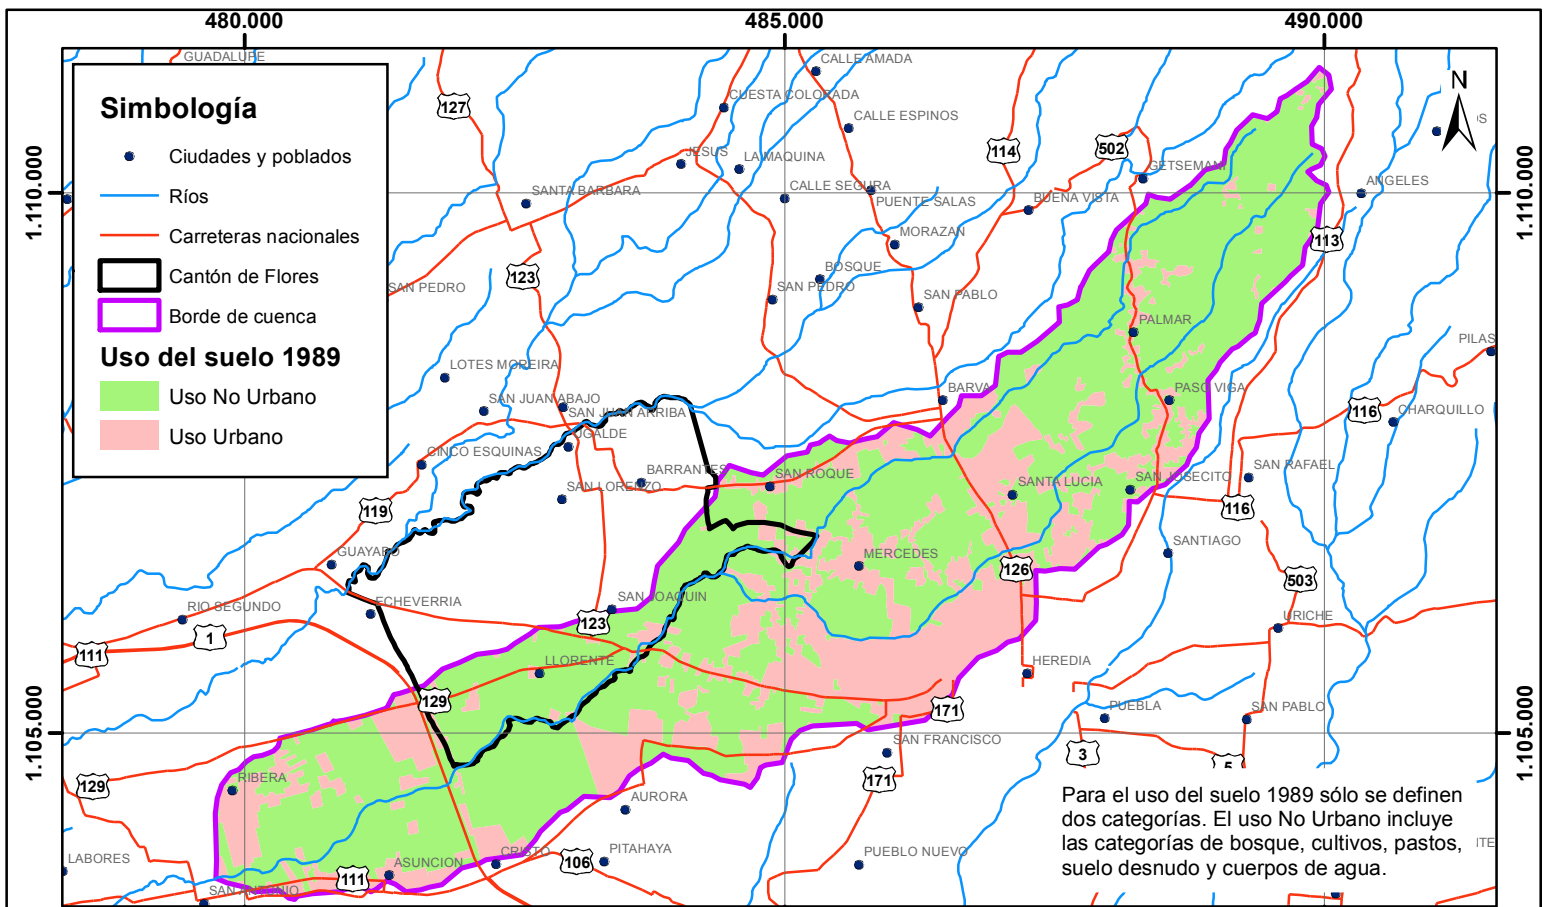 480.000
485.000
490.000
1.110.000
1.105.000
1.110.000
1.105.000
N
Simbología
Ciudades y poblados
Ríos
Carreteras nacionales
Cantón de Flores
Borde de cuenca
Uso del suelo 1989
Uso No Urbano
Uso Urbano
GUADALUPE
CALLE AMADA
127
CUESTA COLORADA
CALLE ESPINOS
114
502
JESUS
LA MAQUINA
GETSEMANI
SANTA BARBARA
CALLE SEGURA
PUENTE SALAS
BUENA VISTA
ANGELES
MORAZAN
113
123
BOSQUE
SAN PEDRO
SAN PEDRO
SAN PABLO
PALMAR
PILAS
LOTES MOREIRA
BARVA
PASO VIGA
SAN JUAN ABAJO
SAN JUAN ARRIBA
116
CHARQUILLO
UGALDE
CINCO ESQUINAS
BARRANTES
SAN ROQUE
SAN RAFAEL
SAN LORENZO
SANTA LUCIA
SAN JOSECITO
119
116
GUAYABO
MERCEDES
SANTIAGO
126
503
RIO SEGUNDO
ECHEVERRIA
SAN JOAQUIN
123
URICHE
1
111
LLORENTE
HEREDIA
129
171
PUEBLA
SAN PABLO
SAN FRANCISCO
3
5
129
RIBERA
171
AURORA
LABORES
ASUNCION
CRISTO
106
PITAHAYA
PUEBLO NUEVO
111
SAN ANTONIO
Para el uso del suelo 1989 sólo se definen
dos categorías. El uso No Urbano incluye
las categorías de bosque, cultivos, pastos,
suelo desnudo y cuerpos de agua.